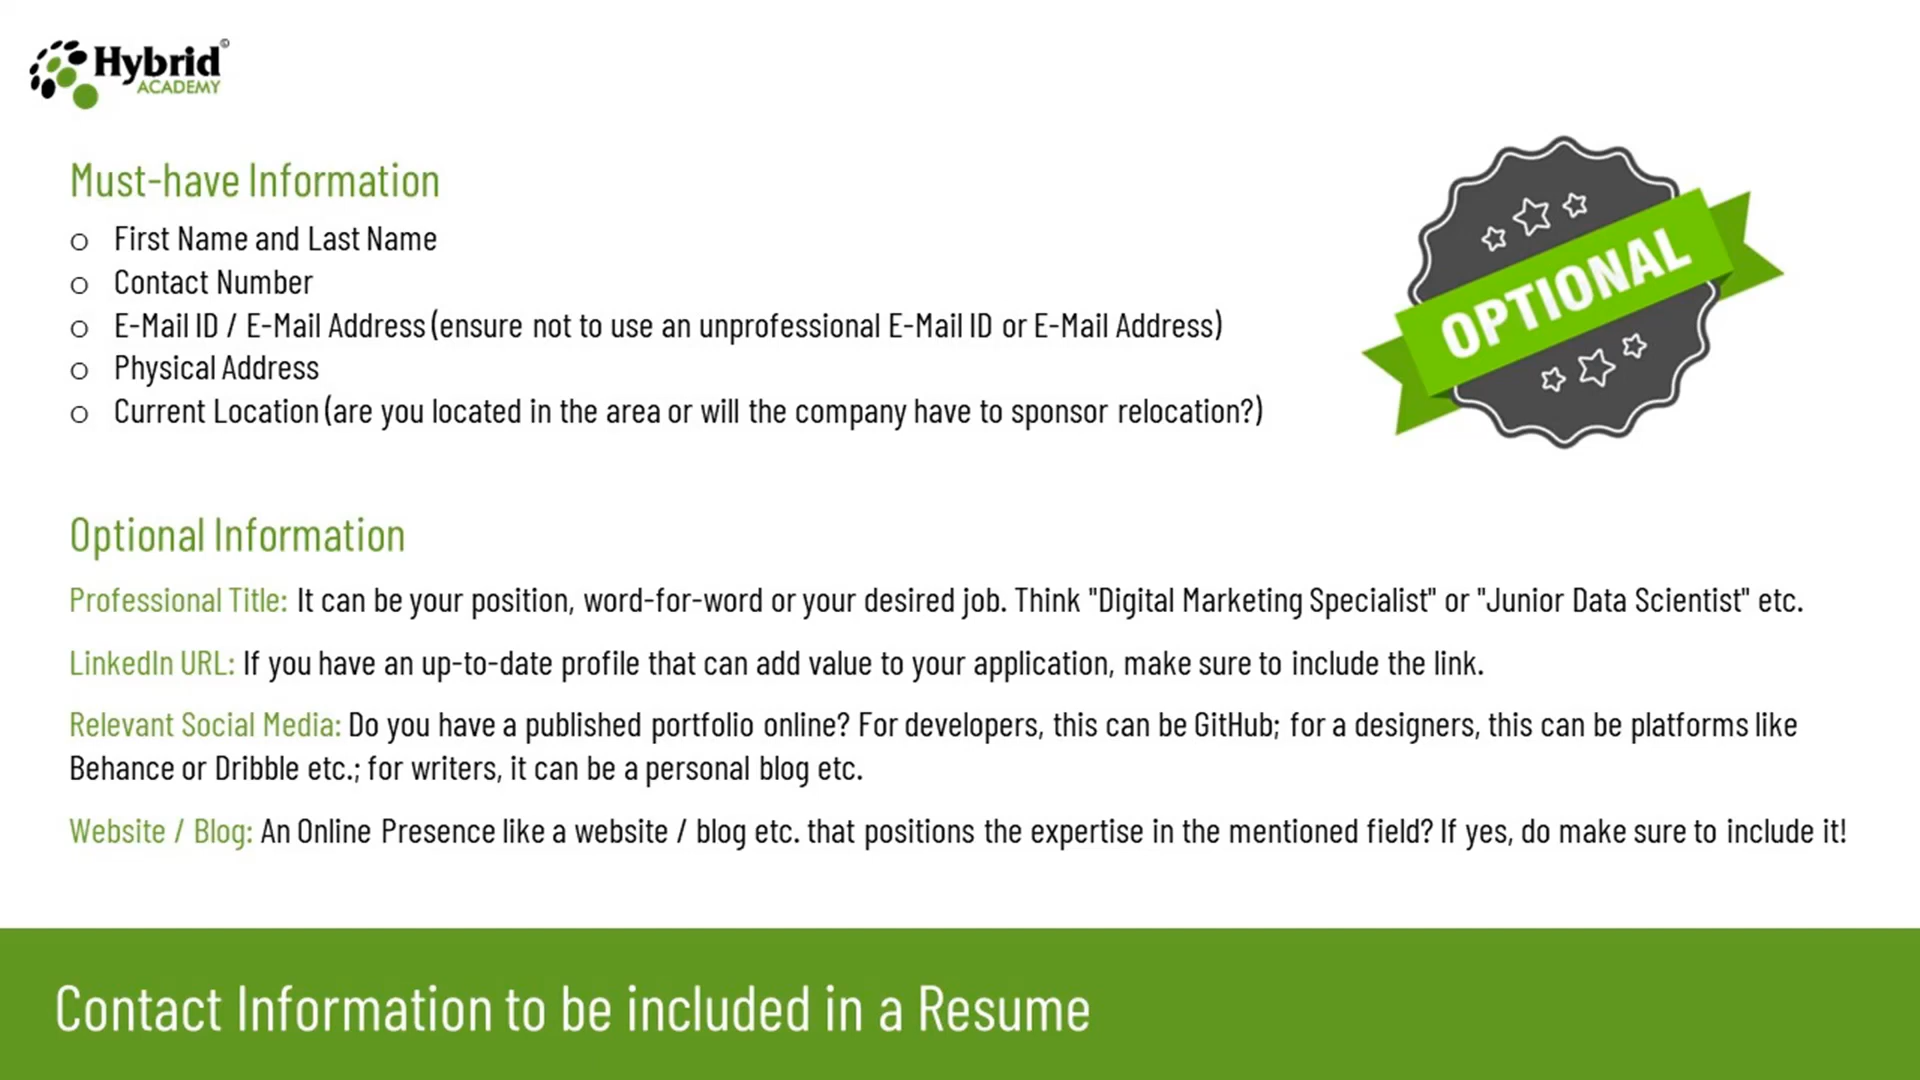 Hybrid©
ACADEMY
Must-have Information
o First Name and Last Name
o Contact Number
o E-Mail ID / E-Mail Address (ensure not to use an unprofessional E-Mail ID or E-Mail Address)
o Physical Address
o Current Location (are you located in the area or will the company have to sponsor relocation?)
OPTIONAL
Optional Information
Professional Title: It can be your position, word-for-word or your desired job. Think "Digital Marketing Specialist" or "Junior Data Scientist" etc.
LinkedIn URL: If you have an up-to-date profile that can add value to your application, make sure to include the link.
Relevant Social Media: Do you have a published portfolio online? For developers, this can be GitHub; for a designers, this can be platforms like
Behance or Dribble etc.; for writers, it can be a personal blog etc.
Website / Blog: An Online Presence like a website / blog etc. that positions the expertise in the mentioned field? If yes, do make sure to include it!
Contact Information to be included in a Resume